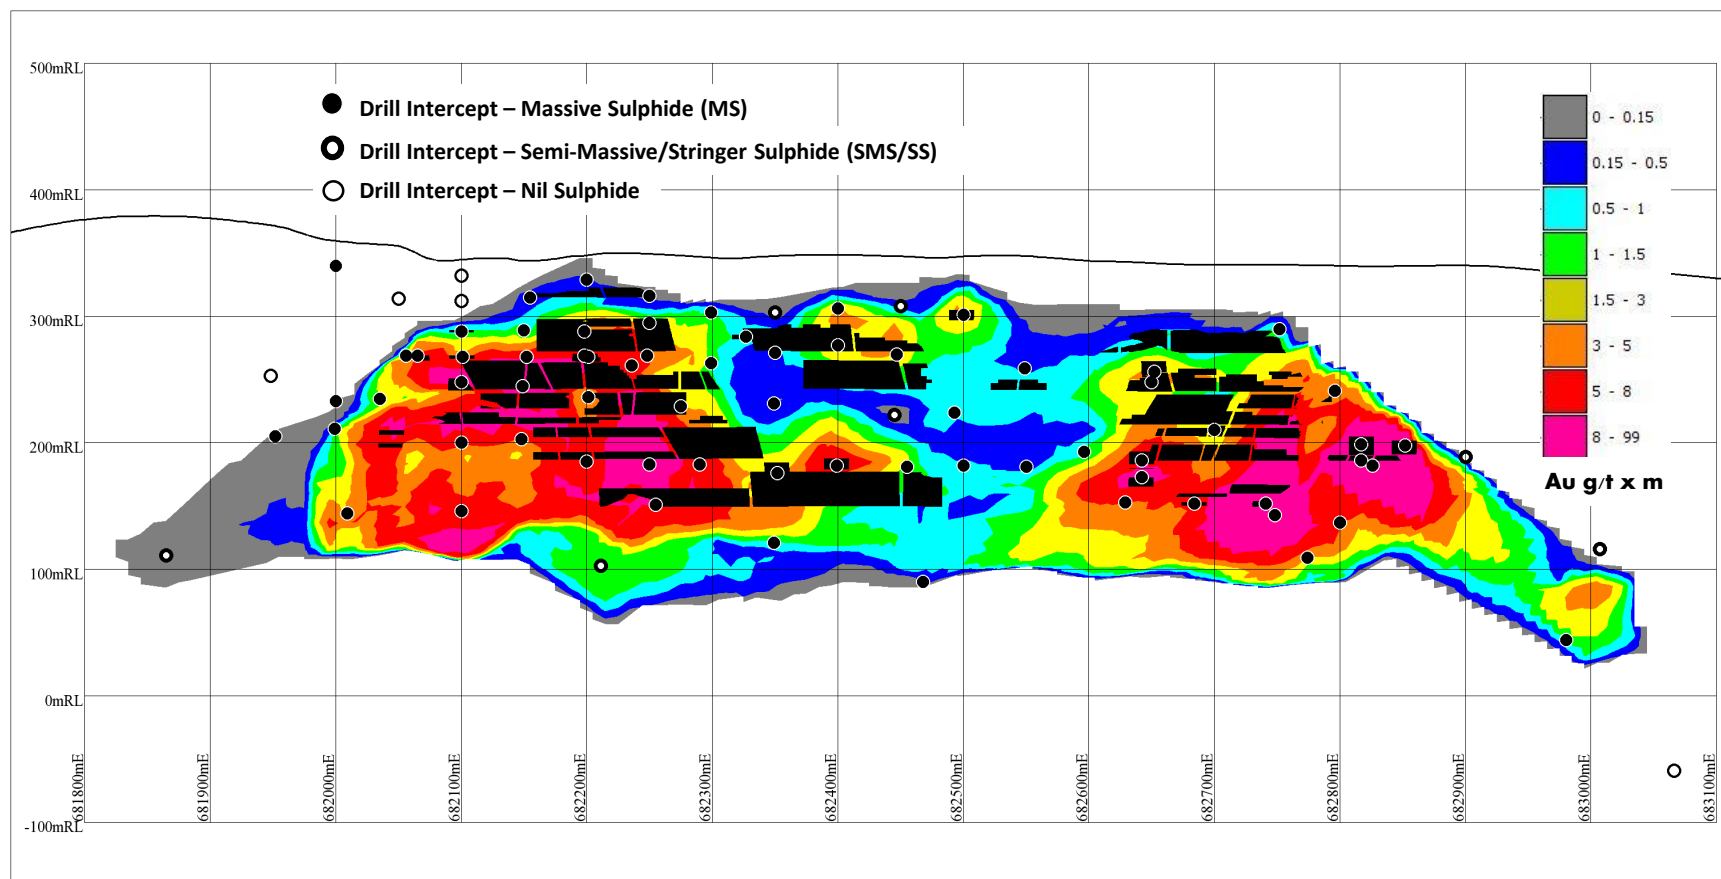 500mRL
400mRL
300mRL
200mRL
100mRL
0mRL
-100mRL
Drill Intercept – Massive Sulphide (MS)
Drill Intercept – Semi-Massive/Stringer Sulphide (SMS/SS)
Drill Intercept – Nil Sulphide
0 - 0.15
0.15 - 0.5
0.5 - 1
1 - 1.5
1.5 - 3
3 - 5
5 - 8
8 - 99
Au g/t x m
681800mE
681900mE
682000mE
682100mE
682200mE
682300mE
682400mE
682500mE
682600mE
682700mE
682800mE
682900mE
683000mE
683100mE